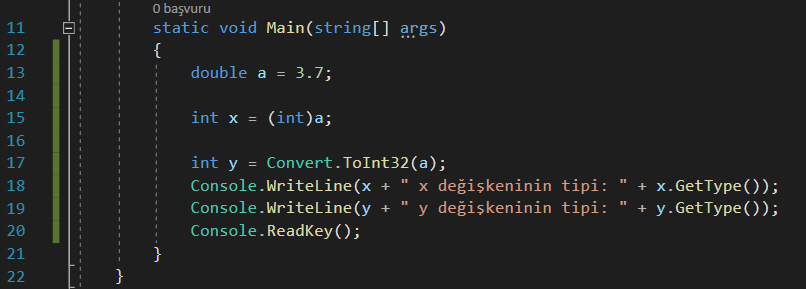 0 başvuru
11 static void Main(string[] args)
12 {
13 double a = 3.7;
14
15 int x = (int)a;
16
17 int y = Convert.ToInt32(a);
18 Console.WriteLine(x + " x değişkeninin tipi: " + x.GetType());
19 Console.WriteLine(y + " y değişkeninin tipi: " + y.GetType());
20 Console.ReadKey();
21 }
22 }